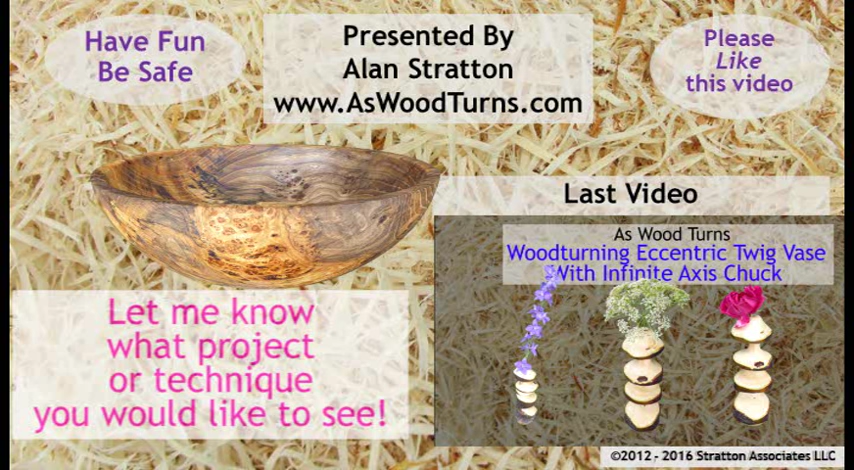 Have Fun
Be Safe
Presented By
Alan Stratton
www.AsWoodTurns.com
Please
Like
this video
Last Video
As Wood Turns
Woodturning Eccentric Twig Vase
With Infinite Axis Chuck
Let me know
what project
or technique
you would like to see!
©2012 - 2016 Stratton Associates LLC